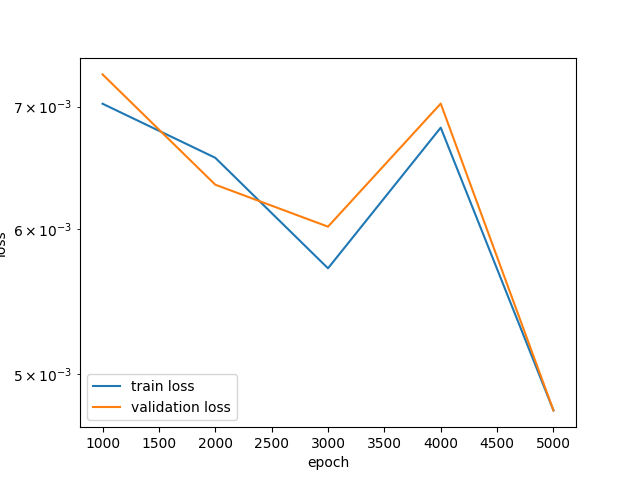 7 × 10⁻³
6 × 10⁻³
5 × 10⁻³
loss
train loss
validation loss
1000 1500 2000 2500 3000 3500 4000 4500 5000
epoch